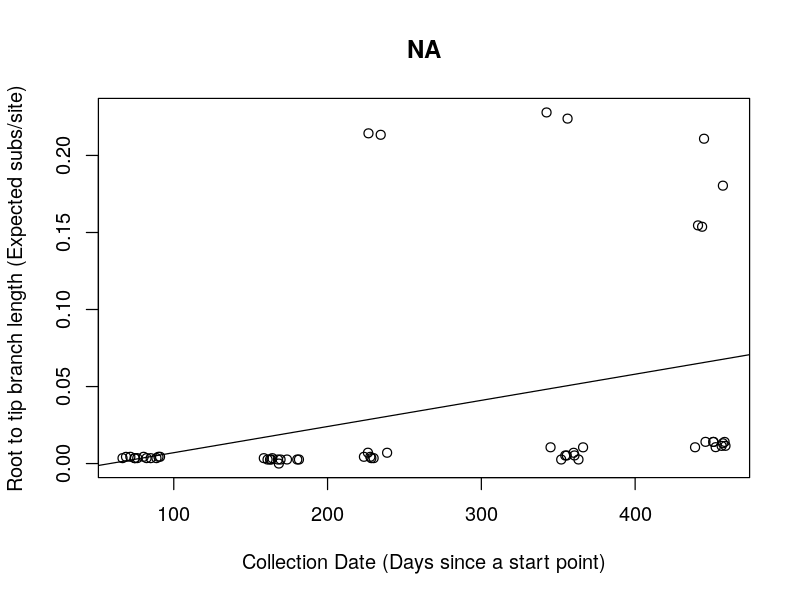 NA
Root to tip branch length (Expected subs/site)
0.20
0.15
0.10
0.05
0.00
100 200 300 400
Collection Date (Days since a start point)